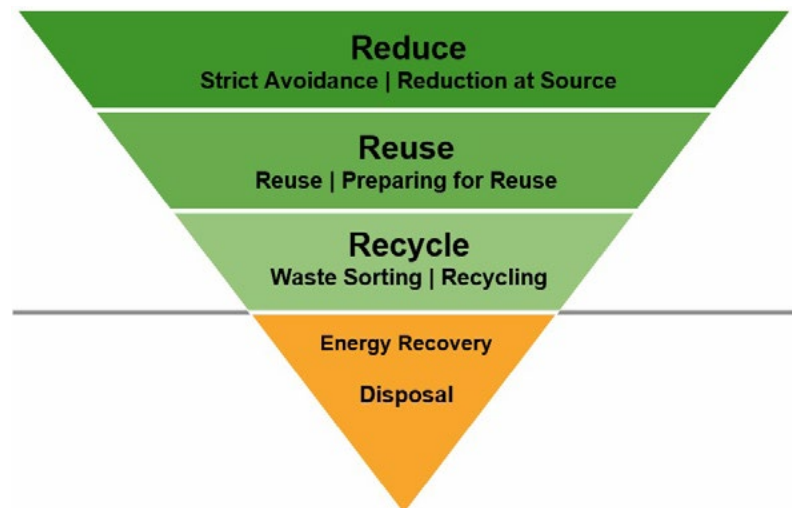 Reduce
Strict Avoidance | Reduction at Source
Reuse
Reuse | Preparing for Reuse
Recycle
Waste Sorting | Recycling
Energy Recovery
Disposal